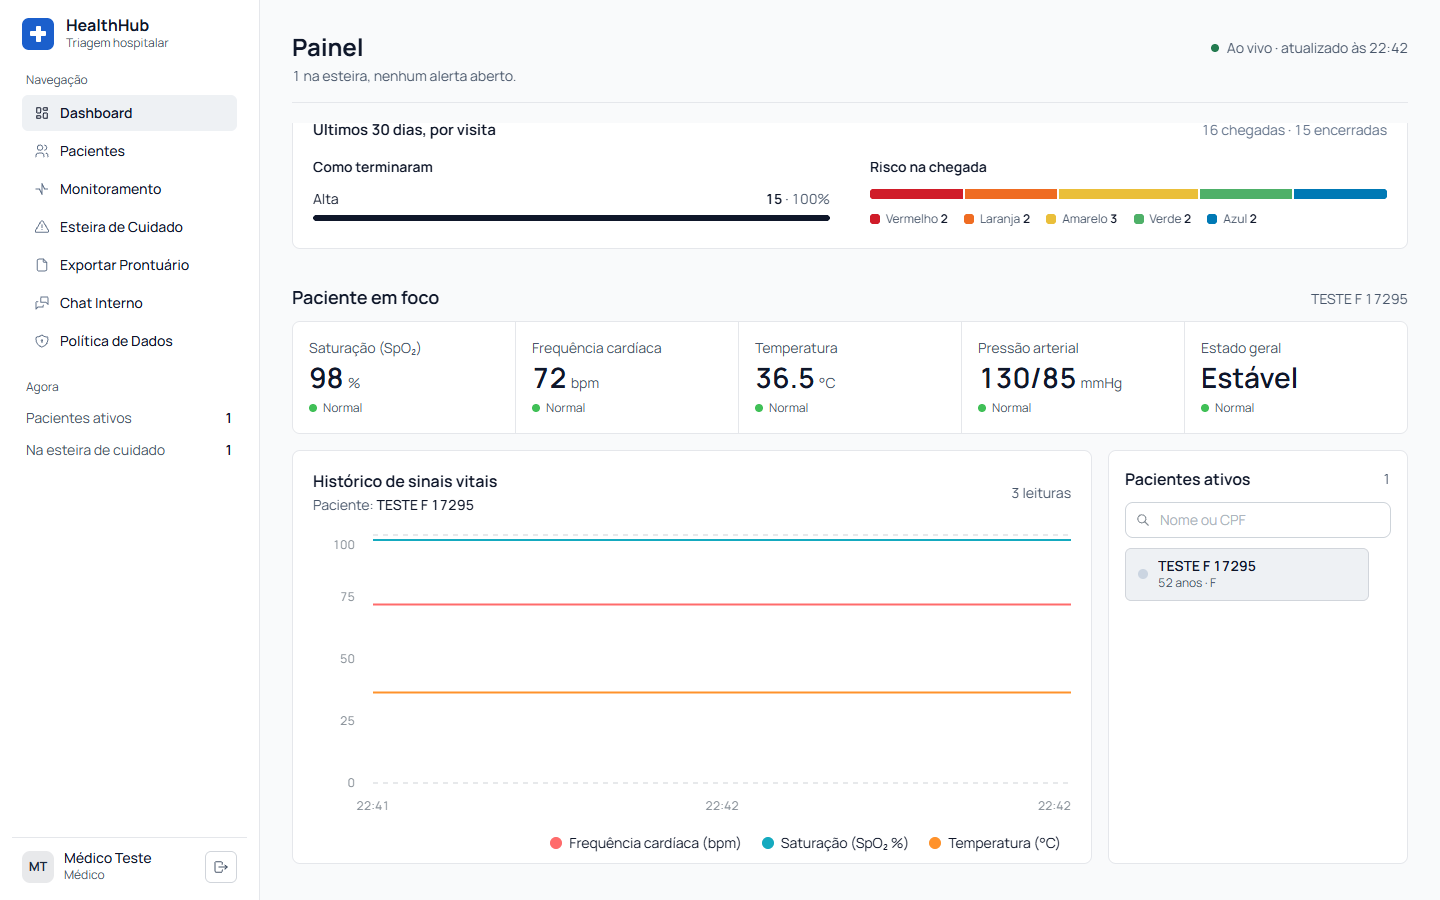 HealthHub
Triagem hospitalar
Navegação
Dashboard
Pacientes
Monitoramento
Esteira de Cuidado
Exportar Prontuário
Chat Interno
Política de Dados
Agora
Pacientes ativos 1
Na esteira de cuidado 1
MT
Médico Teste
Médico
Painel
1 na esteira, nenhum alerta aberto.
Ao vivo · atualizado às 22:42
Últimos 30 dias, por visita
16 chegadas · 15 encerradas
Como terminaram
Alta 15 · 100%
Risco na chegada
Vermelho 2 Laranja 2 Amarelo 3 Verde 2 Azul 2
Paciente em foco
TESTE F 17295
Saturação (SpO₂)
98 %
Normal
Frequência cardíaca
72 bpm
Normal
Temperatura
36.5 °C
Normal
Pressão arterial
130/85 mmHg
Normal
Estado geral
Estável
Normal
Histórico de sinais vitais
Paciente: TESTE F 17295
3 leituras
100
75
50
25
0
22:41 22:42 22:42
Frequência cardíaca (bpm) Saturação (SpO₂ %) Temperatura (°C)
Pacientes ativos 1
Nome ou CPF
TESTE F 17295
52 anos · F